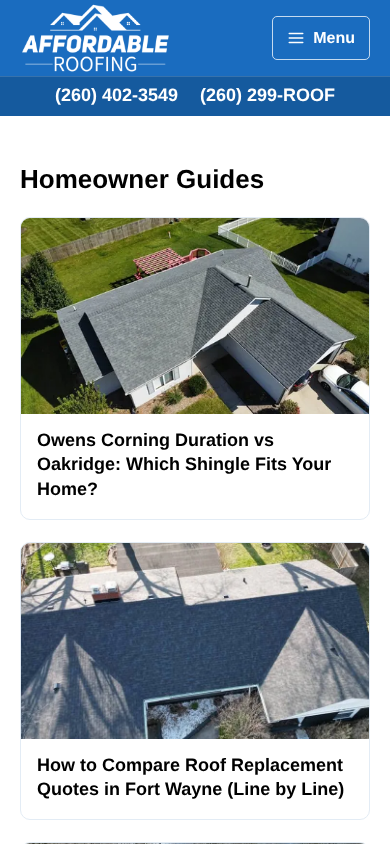 AFFORDABLE
ROOFING
Menu
(260) 402-3549 (260) 299-ROOF
Homeowner Guides
Owens Corning Duration vs
Oakridge: Which Shingle Fits Your
Home?
How to Compare Roof Replacement
Quotes in Fort Wayne (Line by Line)